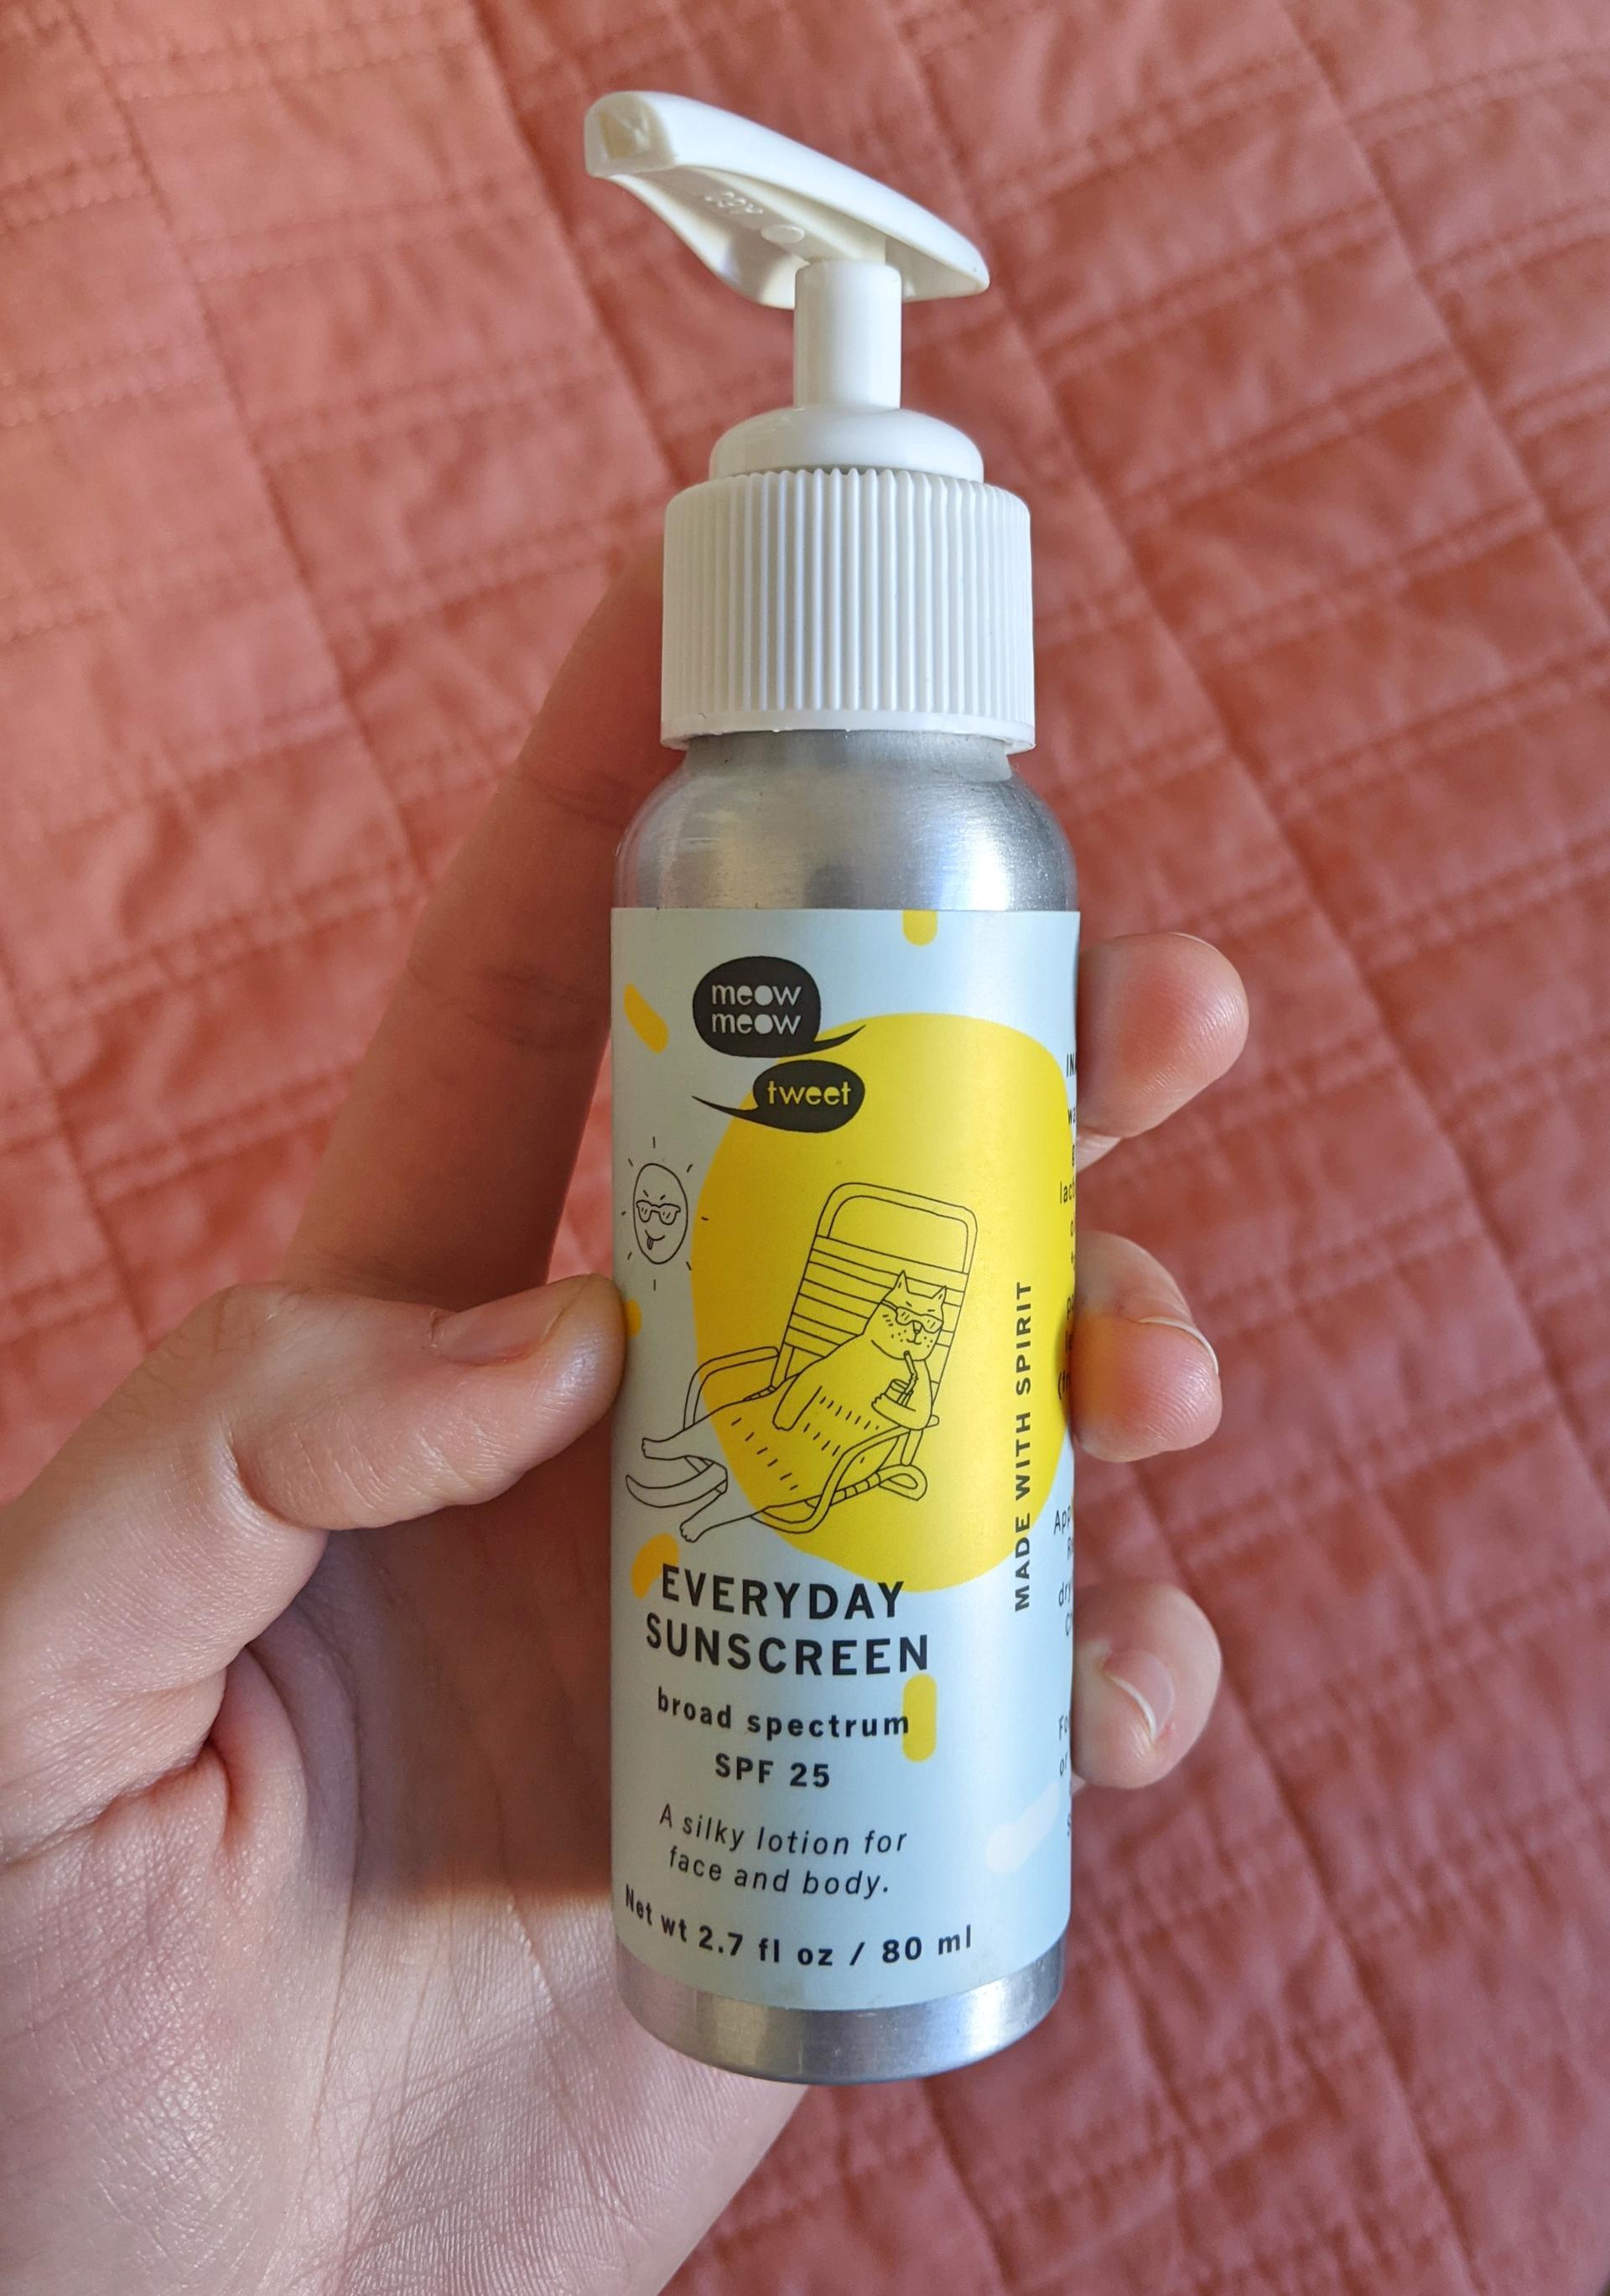 meow
meow
tweet
EVERYDAY
SUNSCREEN
broad spectrum
SPF 25
A silky lotion for
face and body.
Net wt 2.7 fl oz / 80 ml
MADE WITH SPIRIT